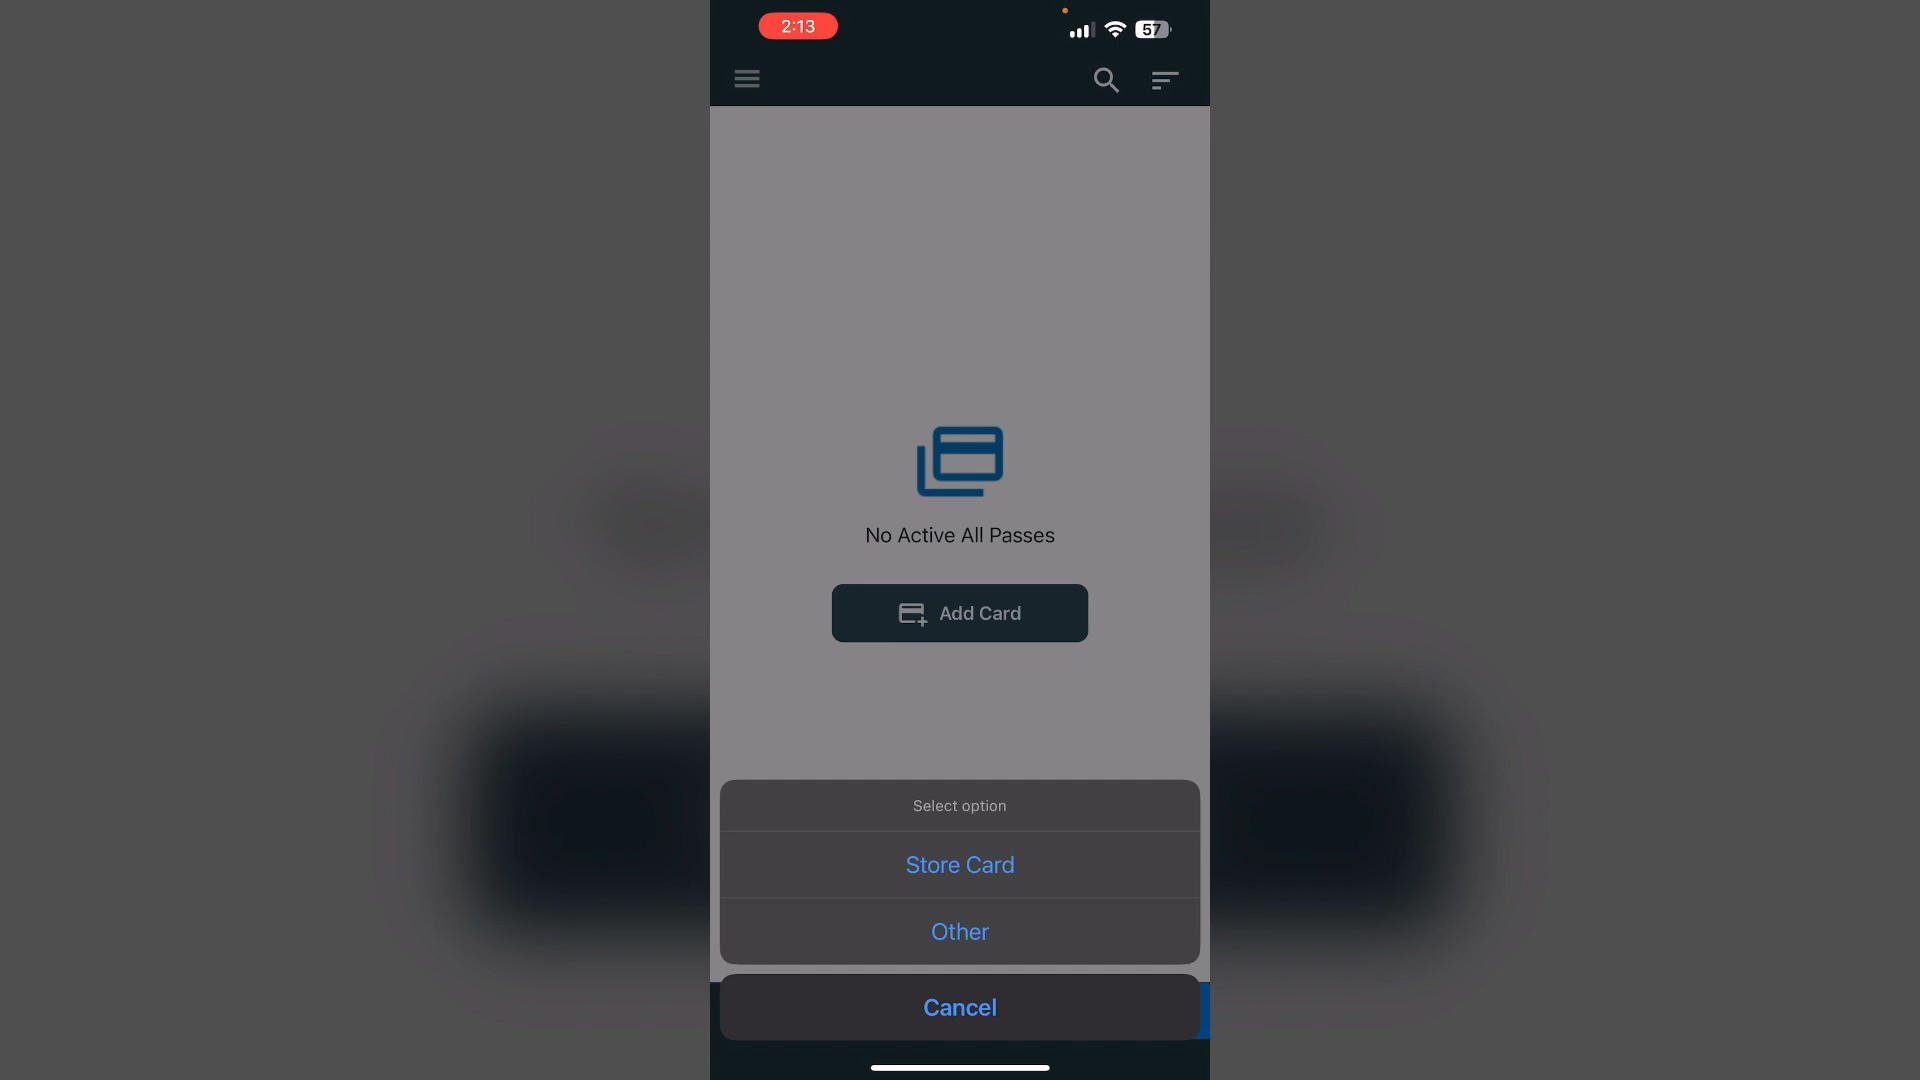 2:13
57
No Active All Passes
Add Card
Select option
Store Card
Other
Cancel